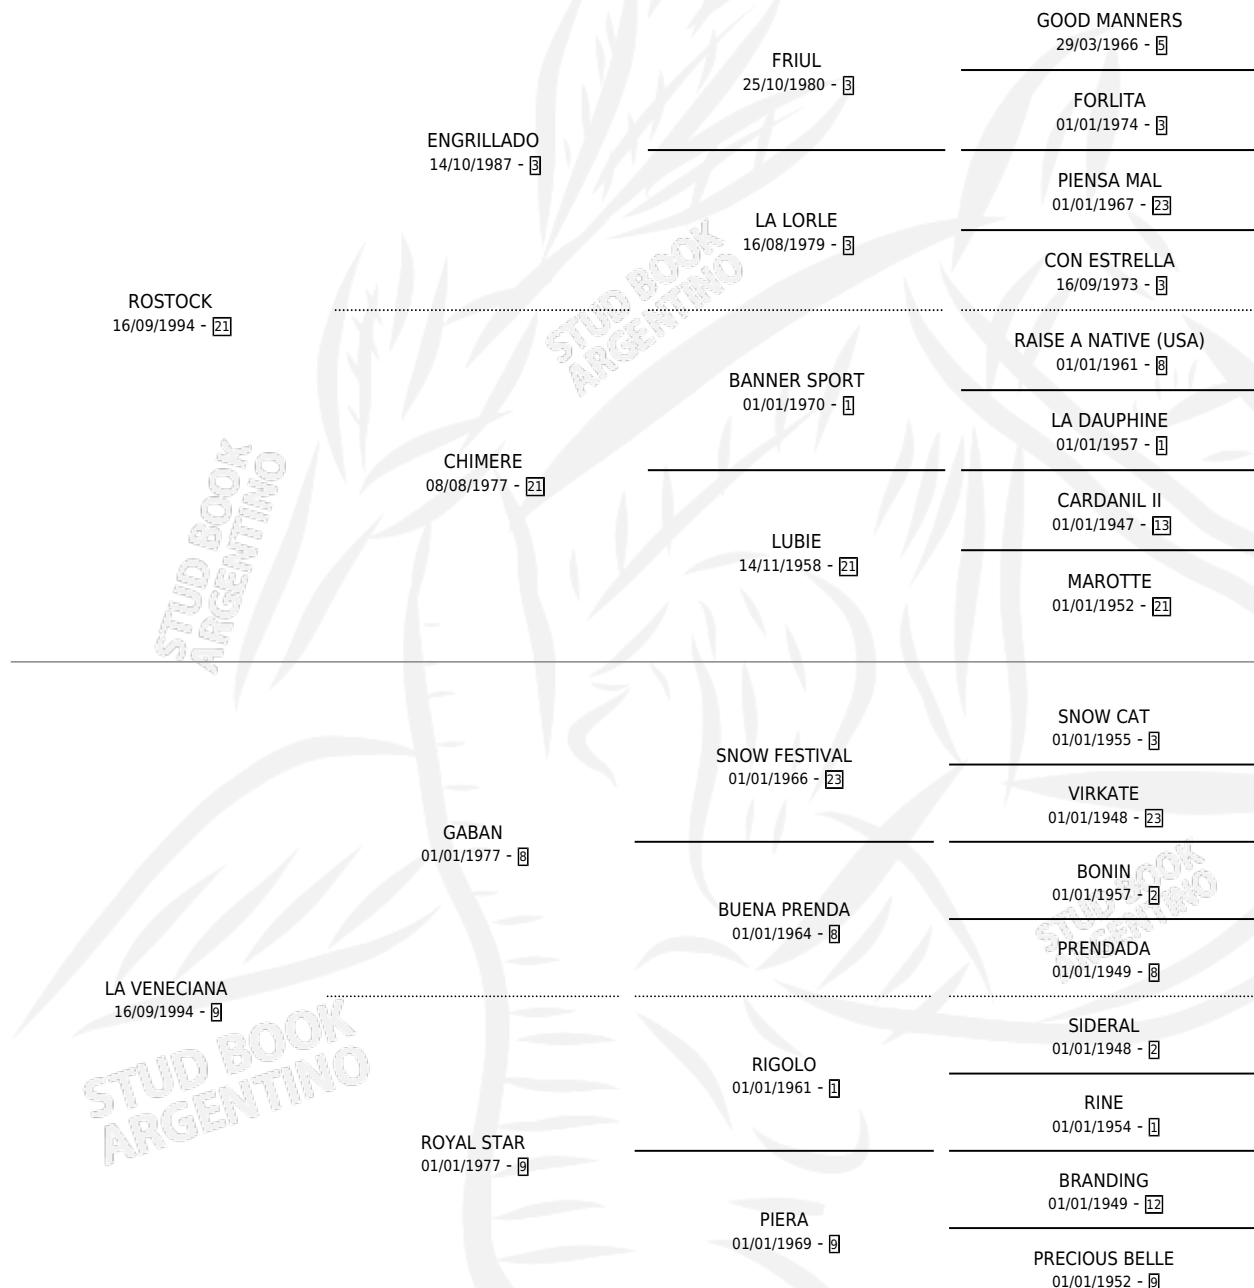 GOOD MANNERS
29/03/1966 - 5
FRIUL
25/10/1980 - 3
FORLITA
01/01/1974 - 3
ENGRILLADO
14/10/1987 - 3
PIENSA MAL
01/01/1967 - 23
LA LORLE
16/08/1979 - 3
CON ESTRELLA
16/09/1973 - 3
ROSTOCK
16/09/1994 - 21
RAISE A NATIVE (USA)
01/01/1961 - 8
BANNER SPORT
01/01/1970 - 1
LA DAUPHINE
01/01/1957 - 1
CHIMERE
08/08/1977 - 21
CARDANIL II
01/01/1947 - 13
LUBIE
14/11/1958 - 21
MAROTTE
01/01/1952 - 21
SNOW CAT
01/01/1955 - 3
SNOW FESTIVAL
01/01/1966 - 23
VIRKATE
01/01/1948 - 23
GABAN
01/01/1977 - 8
BONIN
01/01/1957 - 2
BUENA PRENDA
01/01/1964 - 8
PRENDADA
01/01/1949 - 8
LA VENECIANA
16/09/1994 - 9
SIDERAL
01/01/1948 - 2
RIGOLO
01/01/1961 - 1
RINE
01/01/1954 - 1
ROYAL STAR
01/01/1977 - 9
BRANDING
01/01/1949 - 12
PIERA
01/01/1969 - 9
PRECIOUS BELLE
01/01/1952 - 9
STUD BOOK
ARGENTINO
STUD BOOK
ARGENTINO
STUD BOOK
ARGENTINO
STUD BOOK
ARGENTINO